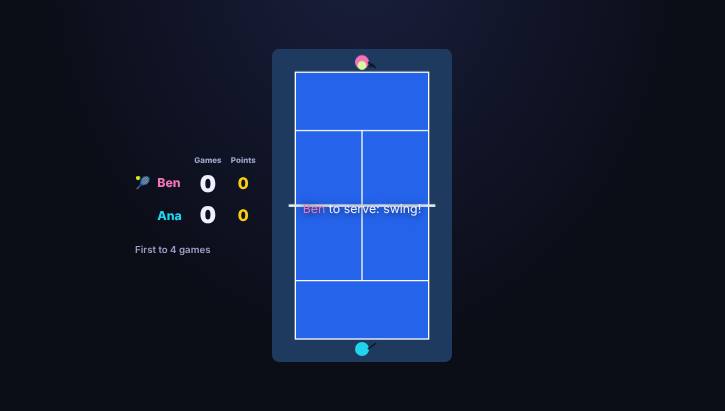 Games Points
Ben 0 0
Ana 0 0
First to 4 games
Ben to serve: swing!